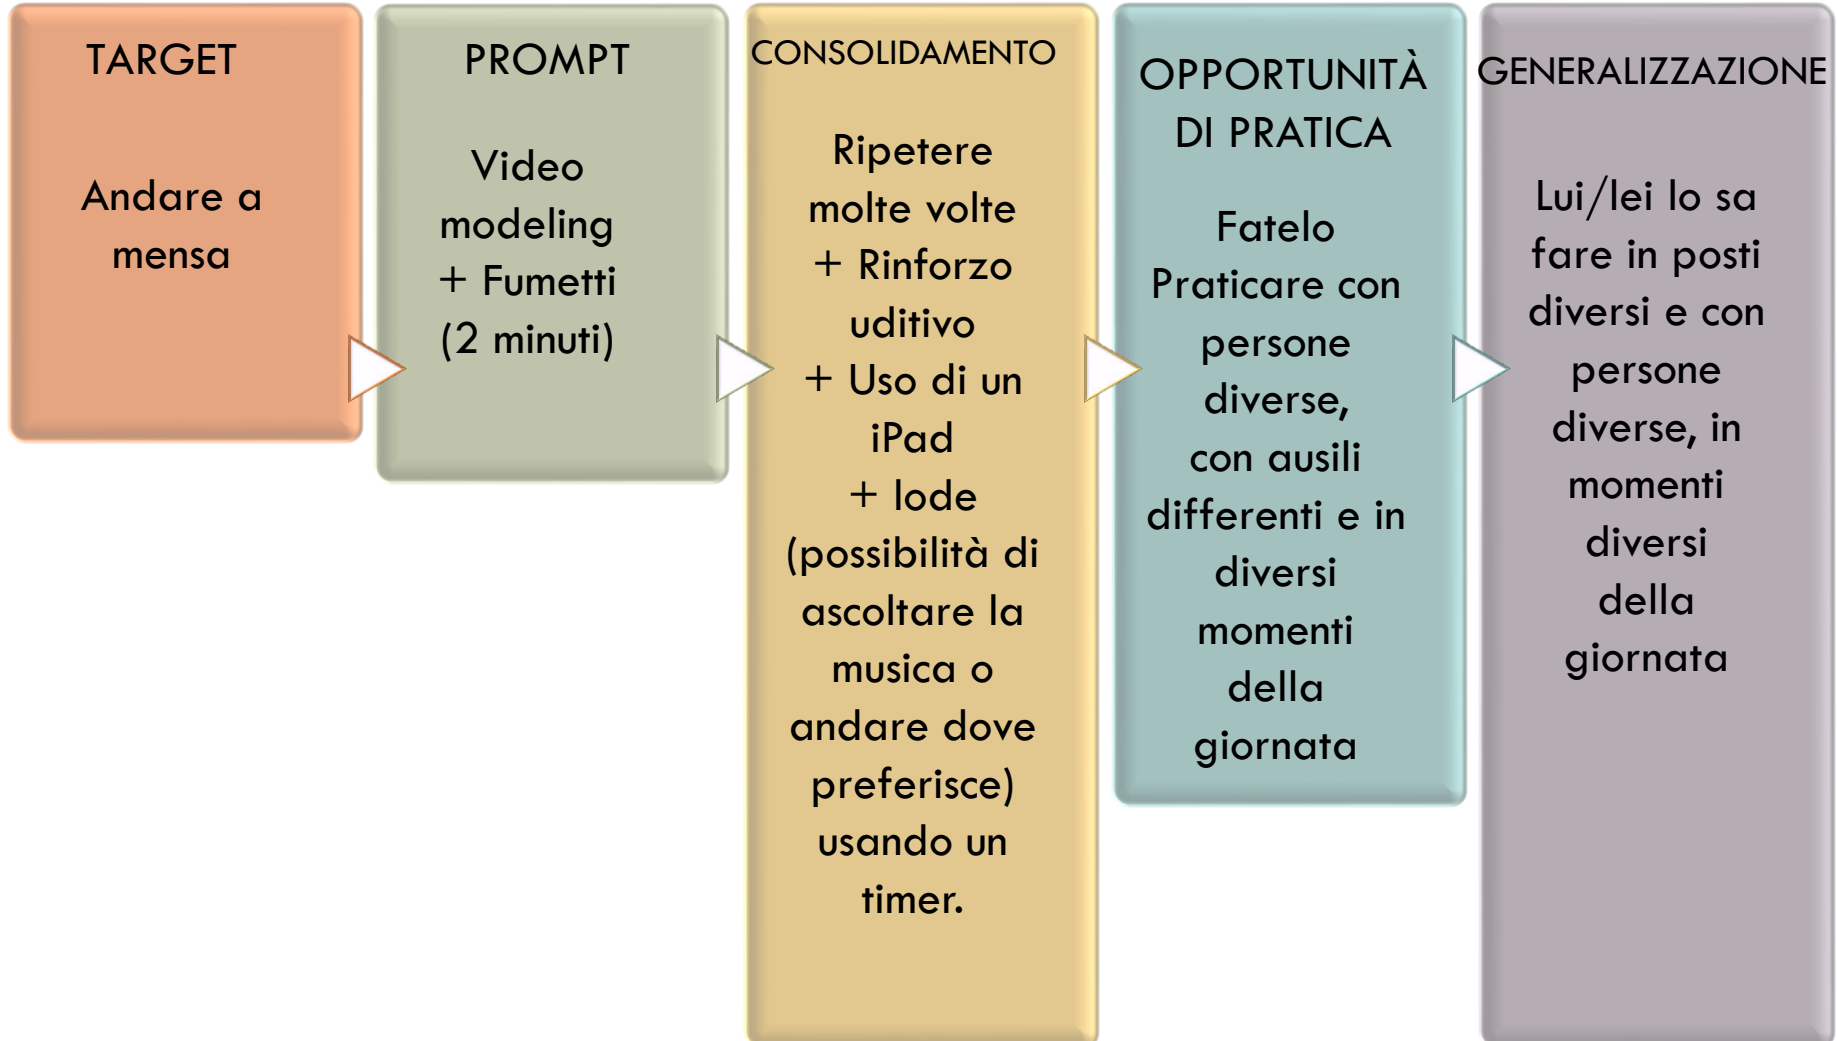 TARGET
Andare a
mensa
PROMPT
Video
modeling
+ Fumetti
(2 minuti)
CONSOLIDAMENTO
Ripetere
molte volte
+ Rinforzo
uditivo
+ Uso di un
iPad
+ lode
(possibilità di
ascoltare la
musica o
andare dove
preferisce)
usando un
timer.
OPPORTUNITÀ
DI PRATICA
Fatelo
Praticare con
persone
diverse,
con ausili
differenti e in
diversi
momenti
della
giornata
GENERALIZZAZIONE
Lui/lei lo sa
fare in posti
diversi e con
persone
diverse, in
momenti
diversi
della
giornata